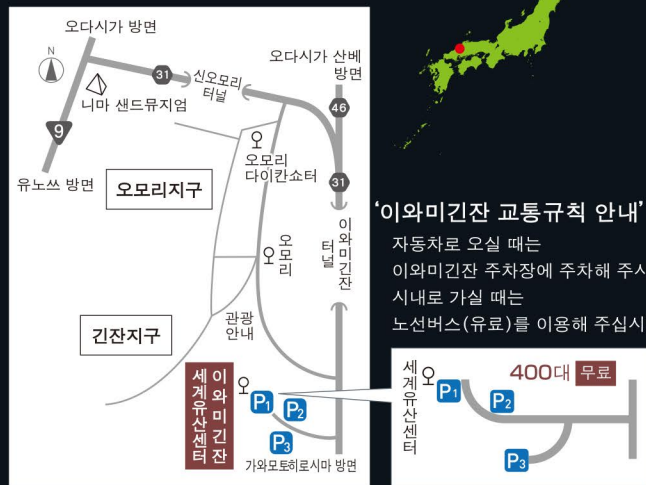 오다시가 방면
N
31
신오모리
터널
니마 샌드뮤지엄
9
유노쓰 방면
오다시가 산베
방면
46
31
오모리
다이칸쇼터
오모리지구
이와미긴잔
터널
오모리
관광
안내
긴잔지구
이와미긴잔
세계유산센터
P1
P2
P3
가와모토히로시마 방면
'이와미긴잔 교통규칙 안내'
자동차로 오실 때는
이와미긴잔 주차장에 주차해 주시
시내로 가실 때는
노선버스(유료)를 이용해 주십시
세계유산센터
400대 무료
P1
P2
P3